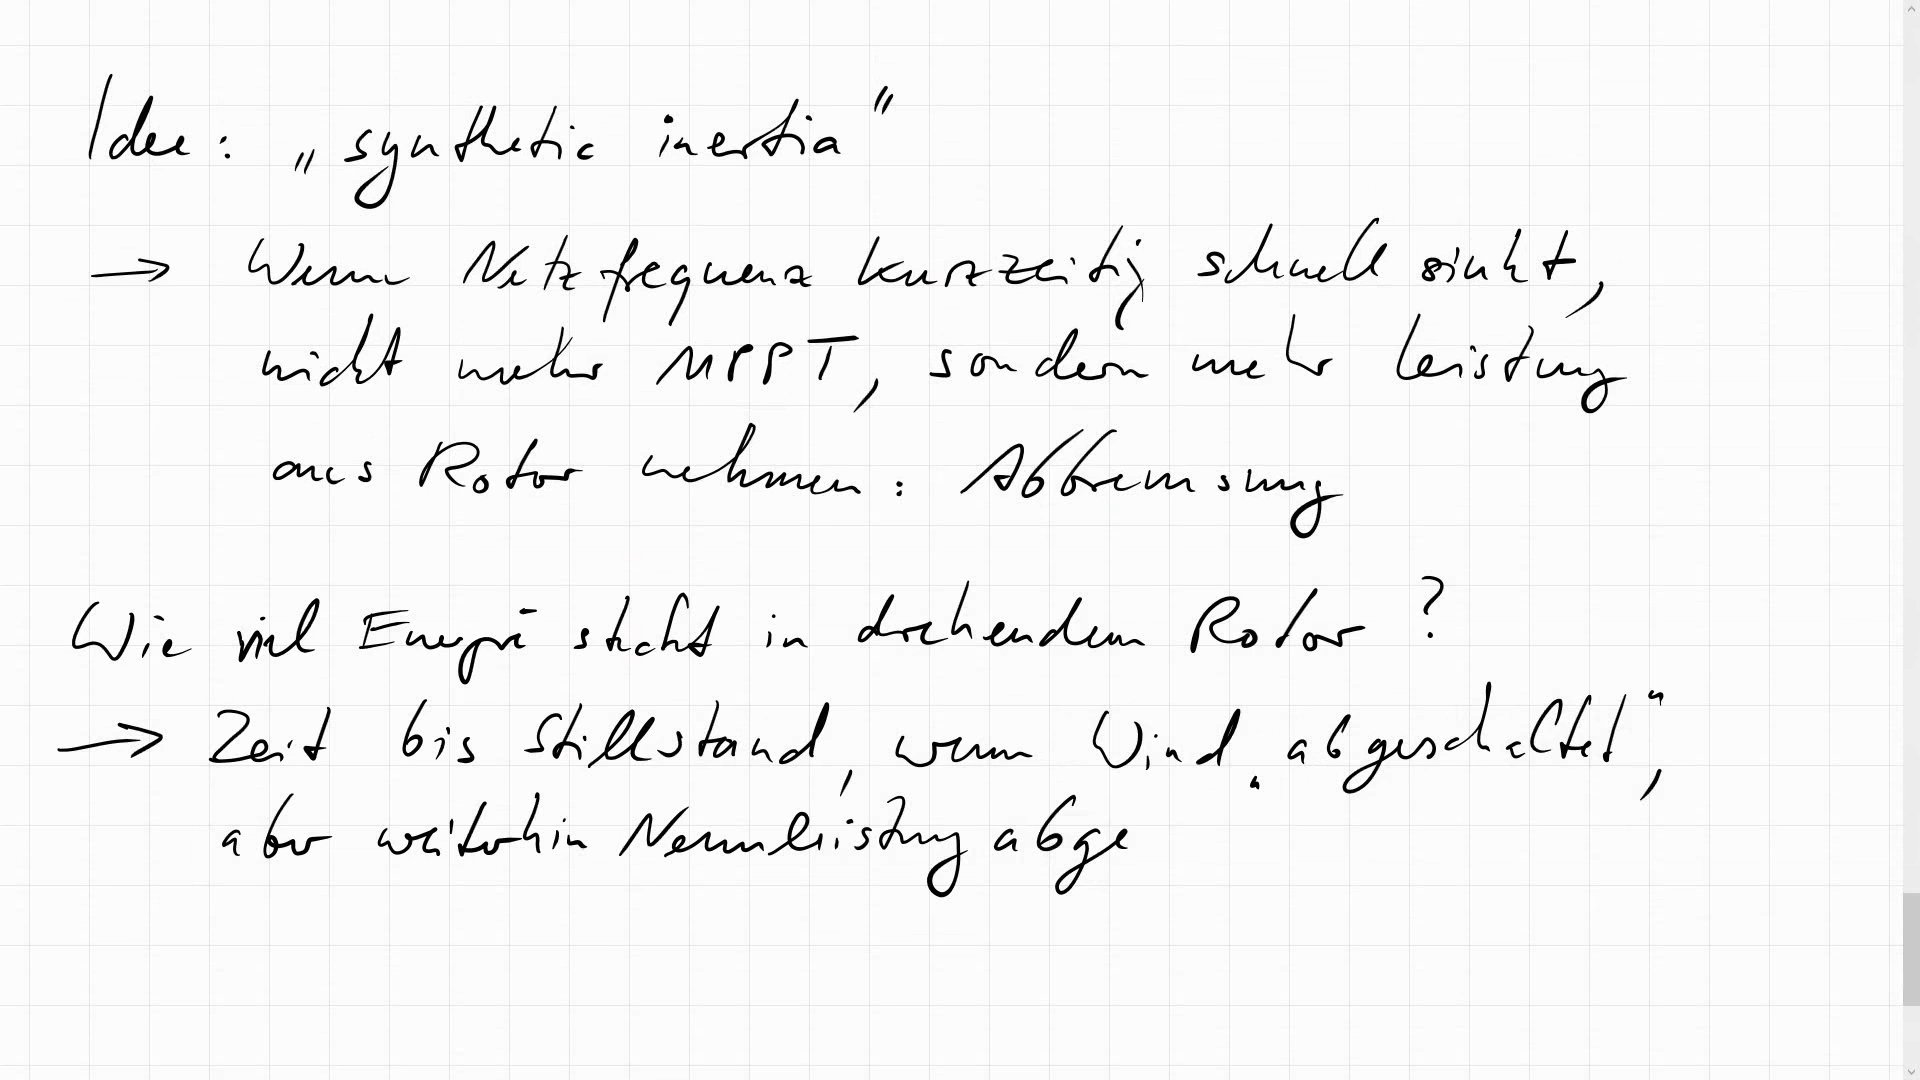 Idee: „synthetic inertia"
→ Wenn Netzfrequenz kurzzeitig schnell sinkt,
nicht mehr MPPT, sondern mehr Leistung
aus Rotor nehmen: Abbremsung
Wie viel Energie steckt in drehendem Rotor?
→ Zeit bis Stillstand, wenn Wind „abgeschaltet",
aber weiterhin Nennleistung abge